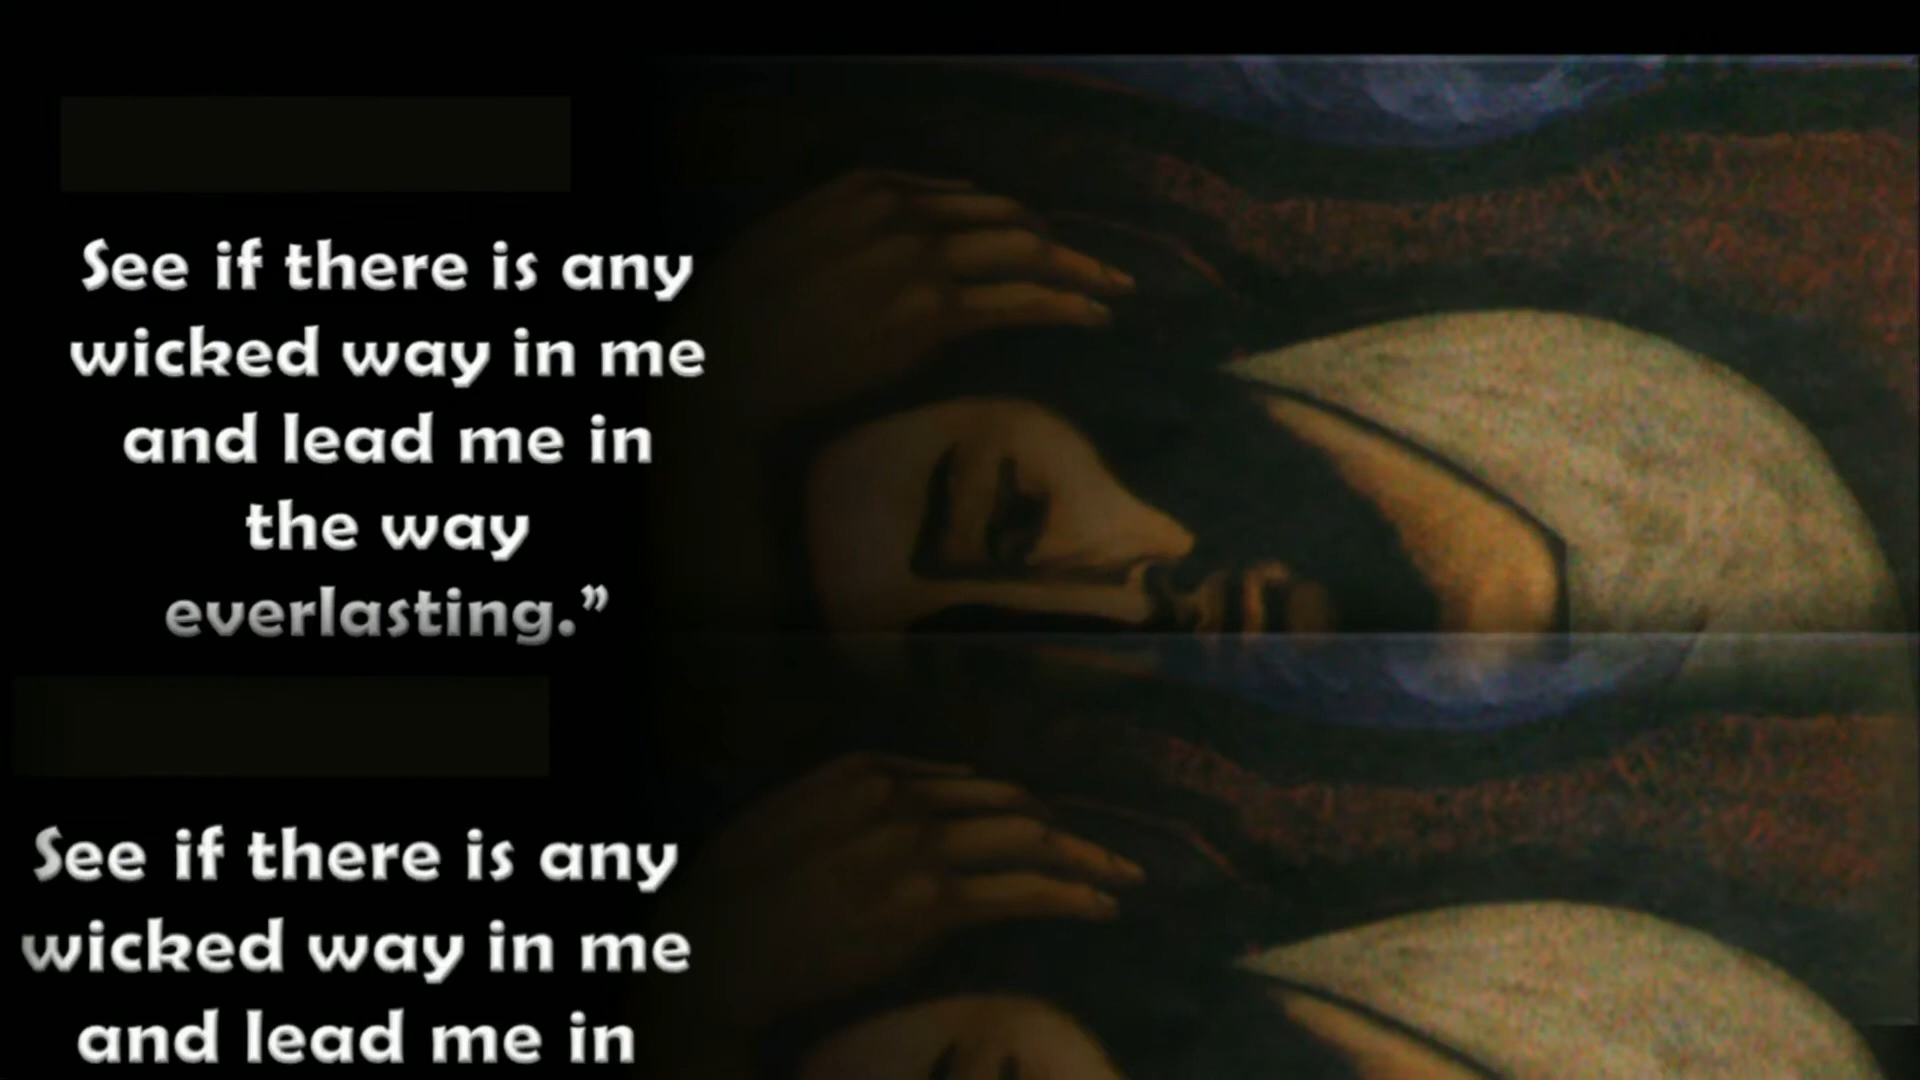 See if there is any
wicked way in me
and lead me in
the way
everlasting.”
See if there is any
wicked way in me
and lead me in